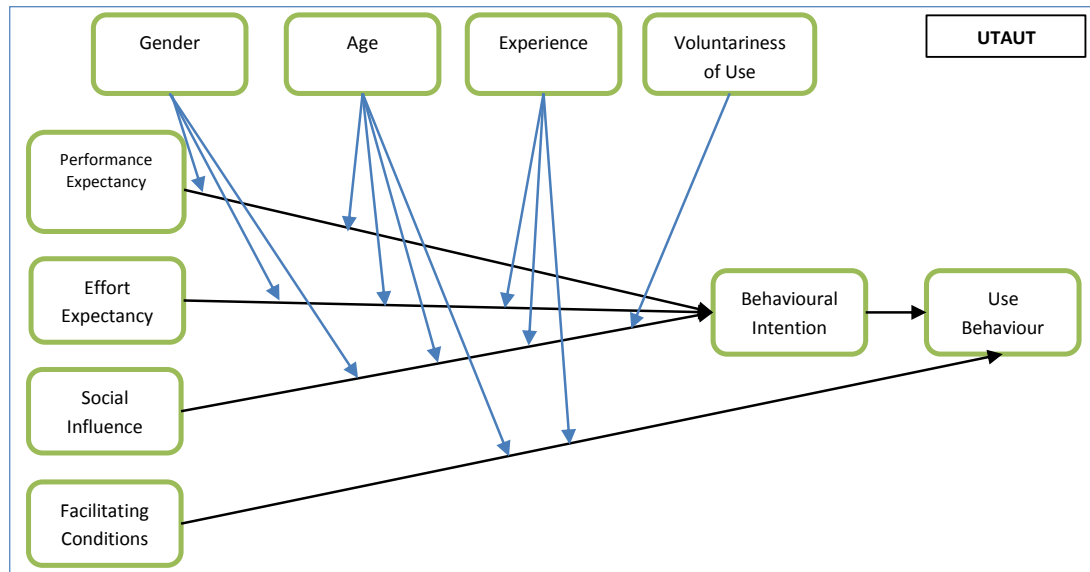 Gender
Age
Experience
Voluntariness
of Use
UTAUT
Performance
Expectancy
Effort
Expectancy
Behavioural
Intention
Use
Behaviour
Social
Influence
Facilitating
Conditions